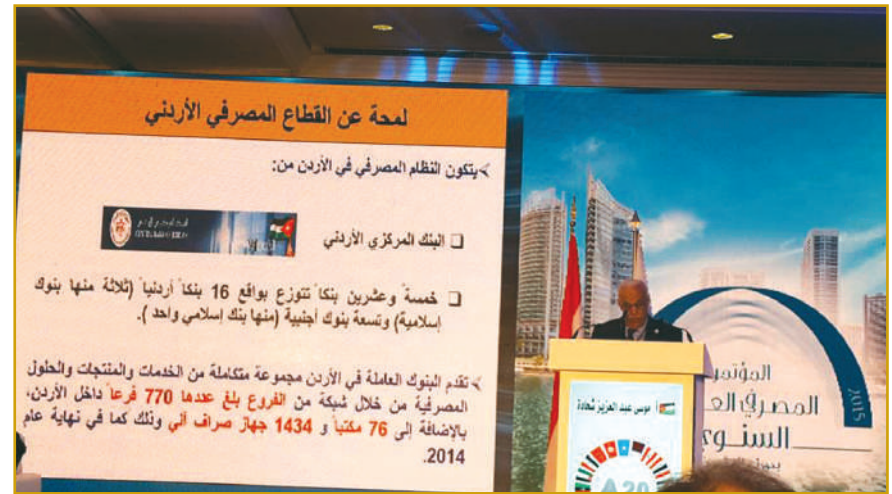 لمحة عن القطاع المصرفي الأردني
يتكون النظام المصرفي في الأردن من:
البنك المركزي الأردني
خمسةً وعشرين بنكاً تتوزع بواقع 16 بنكاً أردنياً (ثلاثة منها بنوك
إسلامية) وتسعة بنوك أجنبية (منها بنك إسلامي واحد ).
تقدم البنوك العاملة في الأردن مجموعة متكاملة من الخدمات والمنتجات والحلول
المصرفية من خلال شبكة من الفروع بلغ عددها 770 فرعاً داخل الأردن،
بالإضافة إلى 76 مكتباً و 1434 جهاز صراف آلي وذلك كما في نهاية عام
2014.
المؤتمر
المصرفي الع
السنوي
2015
أ موسى عبد العزيز شحادة
20